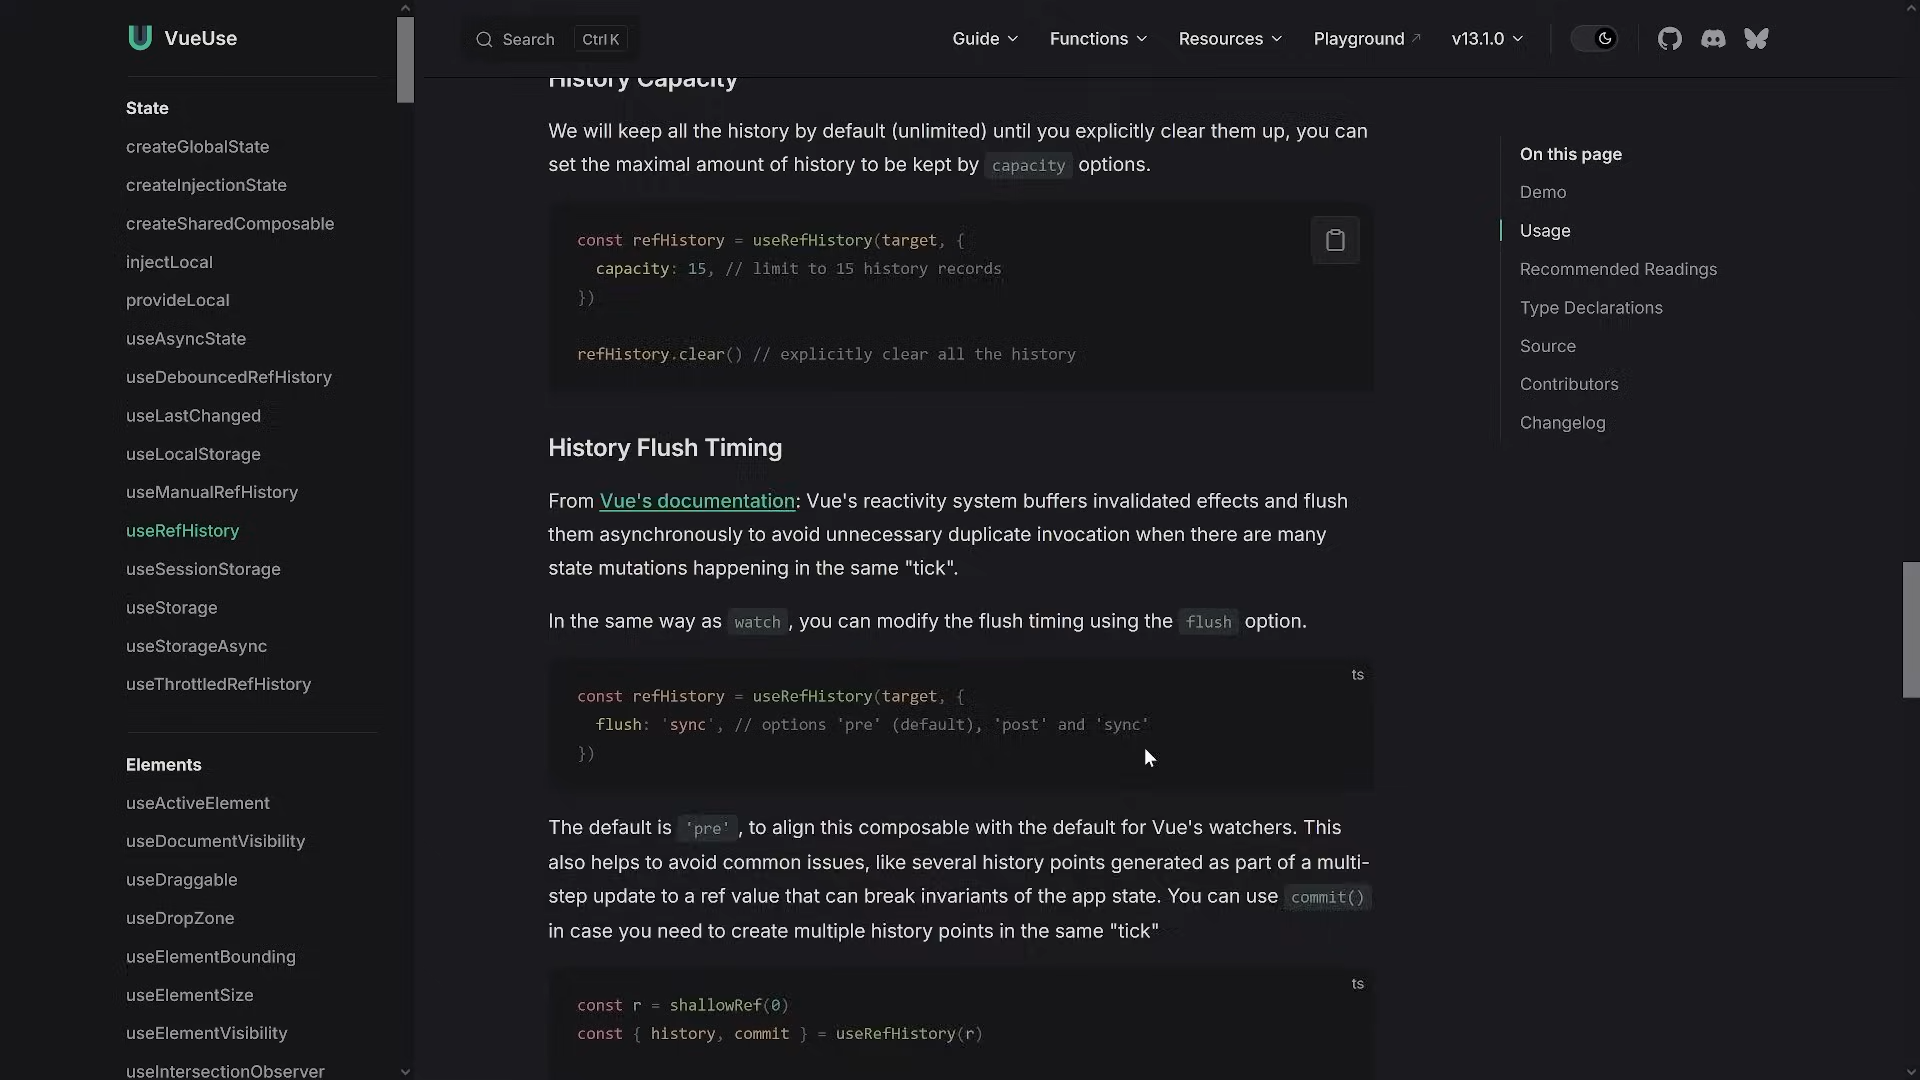 VueUse
Search Ctrl K
Guide
Functions
Resources
Playground
v13.1.0
State
createGlobalState
createInjectionState
createSharedComposable
injectLocal
provideLocal
useAsyncState
useDebouncedRefHistory
useLastChanged
useLocalStorage
useManualRefHistory
useRefHistory
useSessionStorage
useStorage
useStorageAsync
useThrottledRefHistory
Elements
useActiveElement
useDocumentVisibility
useDraggable
useDropZone
useElementBounding
useElementSize
useElementVisibility
useIntersectionObserver
History Capacity
We will keep all the history by default (unlimited) until you explicitly clear them up, you can
set the maximal amount of history to be kept by capacity options.
const refHistory = useRefHistory(target, {
  capacity: 15, // limit to 15 history records
})
refHistory.clear() // explicitly clear all the history
History Flush Timing
From Vue's documentation: Vue's reactivity system buffers invalidated effects and flush
them asynchronously to avoid unnecessary duplicate invocation when there are many
state mutations happening in the same "tick".
In the same way as watch, you can modify the flush timing using the flush option.
ts
const refHistory = useRefHistory(target, {
  flush: 'sync', // options 'pre' (default), 'post' and 'sync'
})
The default is 'pre', to align this composable with the default for Vue's watchers. This
also helps to avoid common issues, like several history points generated as part of a multi-
step update to a ref value that can break invariants of the app state. You can use commit()
in case you need to create multiple history points in the same "tick"
ts
const r = shallowRef(0)
const { history, commit } = useRefHistory(r)
On this page
Demo
Usage
Recommended Readings
Type Declarations
Source
Contributors
Changelog